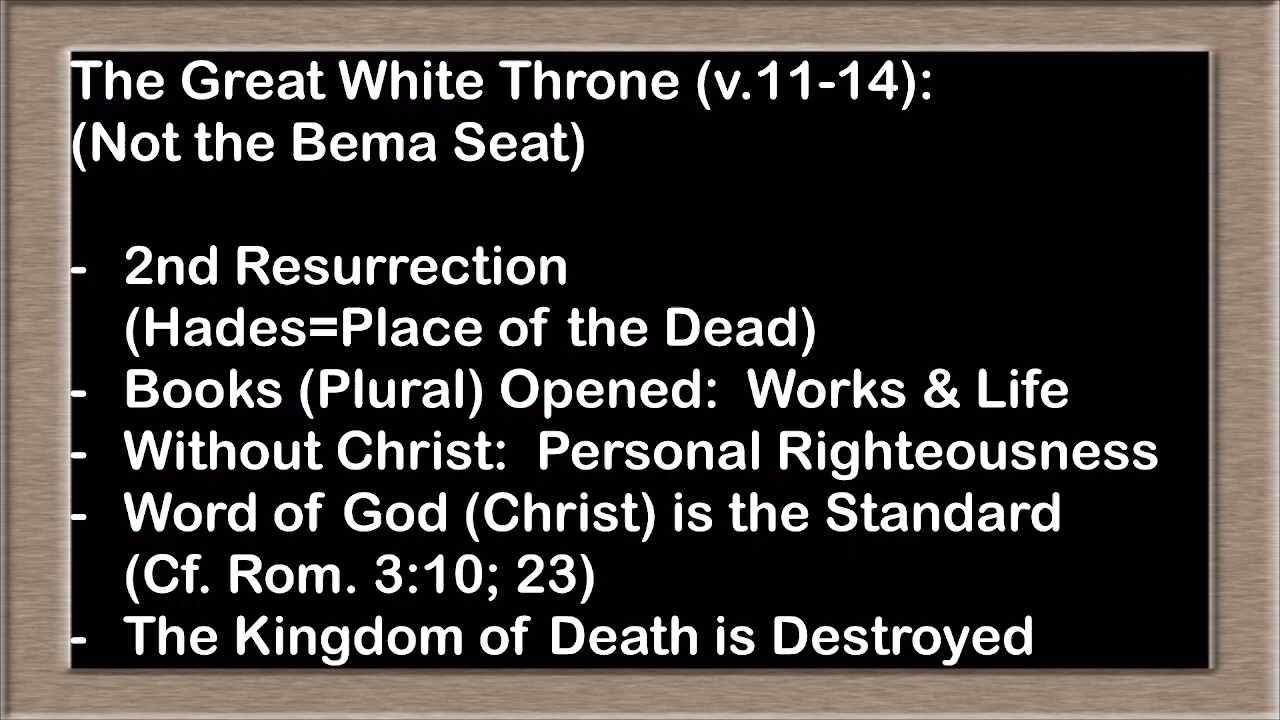 The Great White Throne (v.11-14):
(Not the Bema Seat)
- 2nd Resurrection
(Hades=Place of the Dead)
- Books (Plural) Opened: Works & Life
- Without Christ: Personal Righteousness
- Word of God (Christ) is the Standard
(Cf. Rom. 3:10; 23)
- The Kingdom of Death is Destroyed